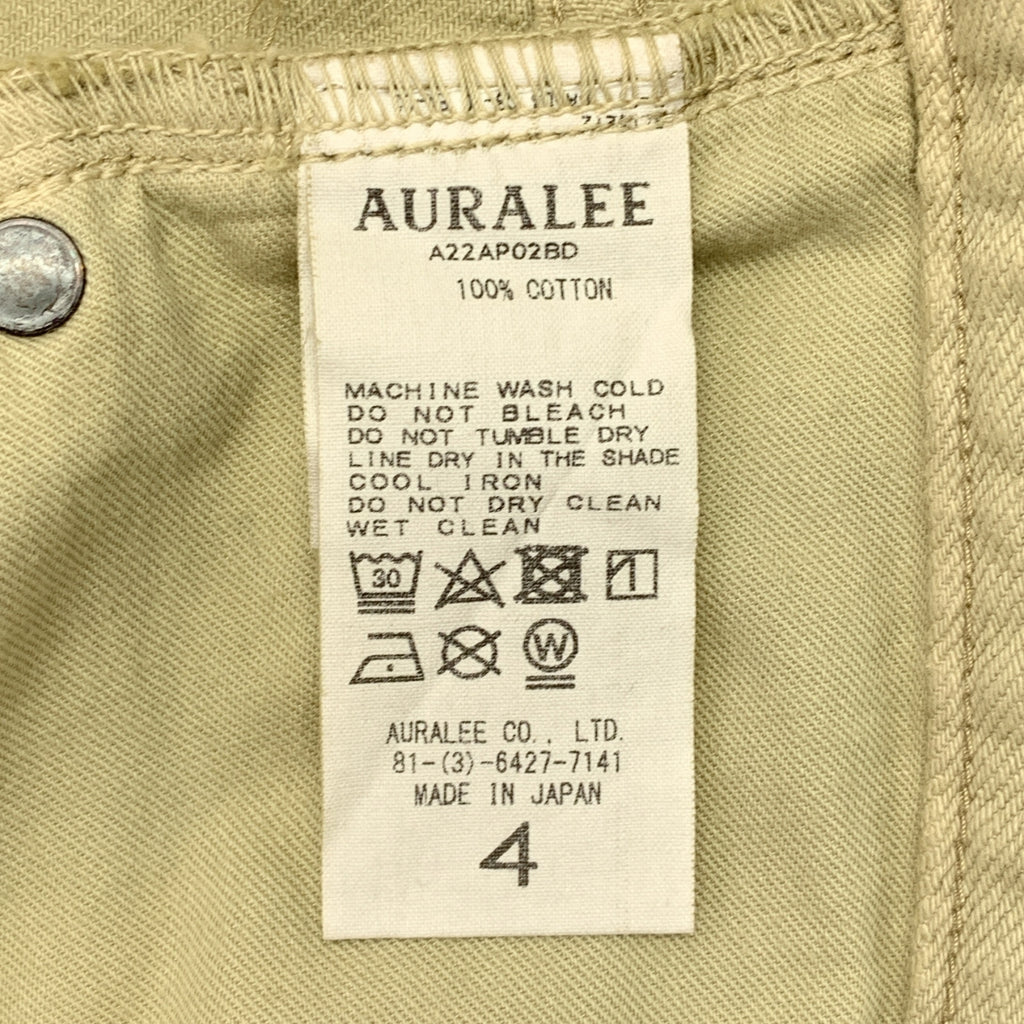 AURALEE
A22AP02BD
100% COTTON
MACHINE WASH COLD
DO NOT BLEACH
DO NOT TUMBLE DRY
LINE DRY IN THE SHADE
COOL IRON
DO NOT DRY CLEAN
WET CLEAN
30
W
AURALEE CO., LTD.
81-(3)-6427-7141
MADE IN JAPAN
4